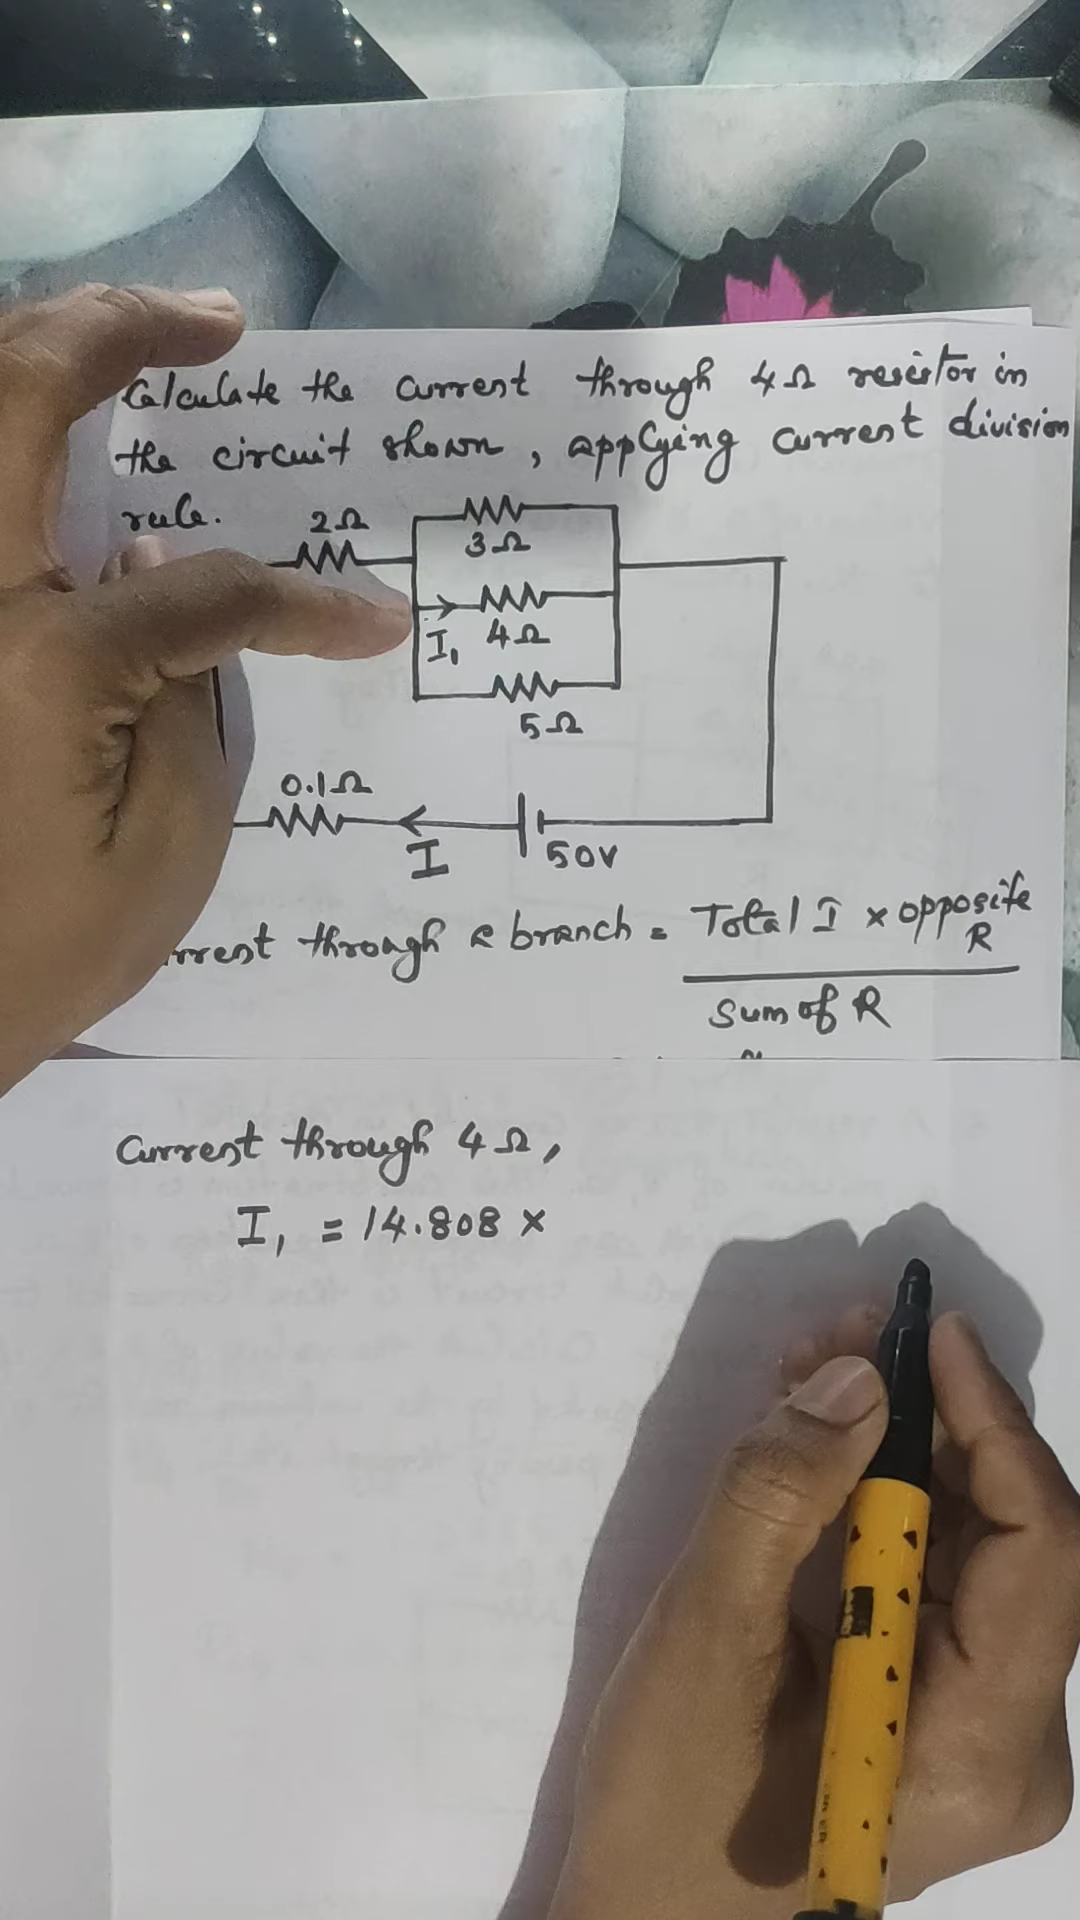 Calculate the current through 4Ω resistor in
the circuit shown, applying current division
rule.
2Ω
3Ω
I₁ 4Ω
5Ω
0.1Ω
I
50V
through a branch = Total I × opposite R
Sum of R
Current through 4Ω,
I₁ = 14.808 ×